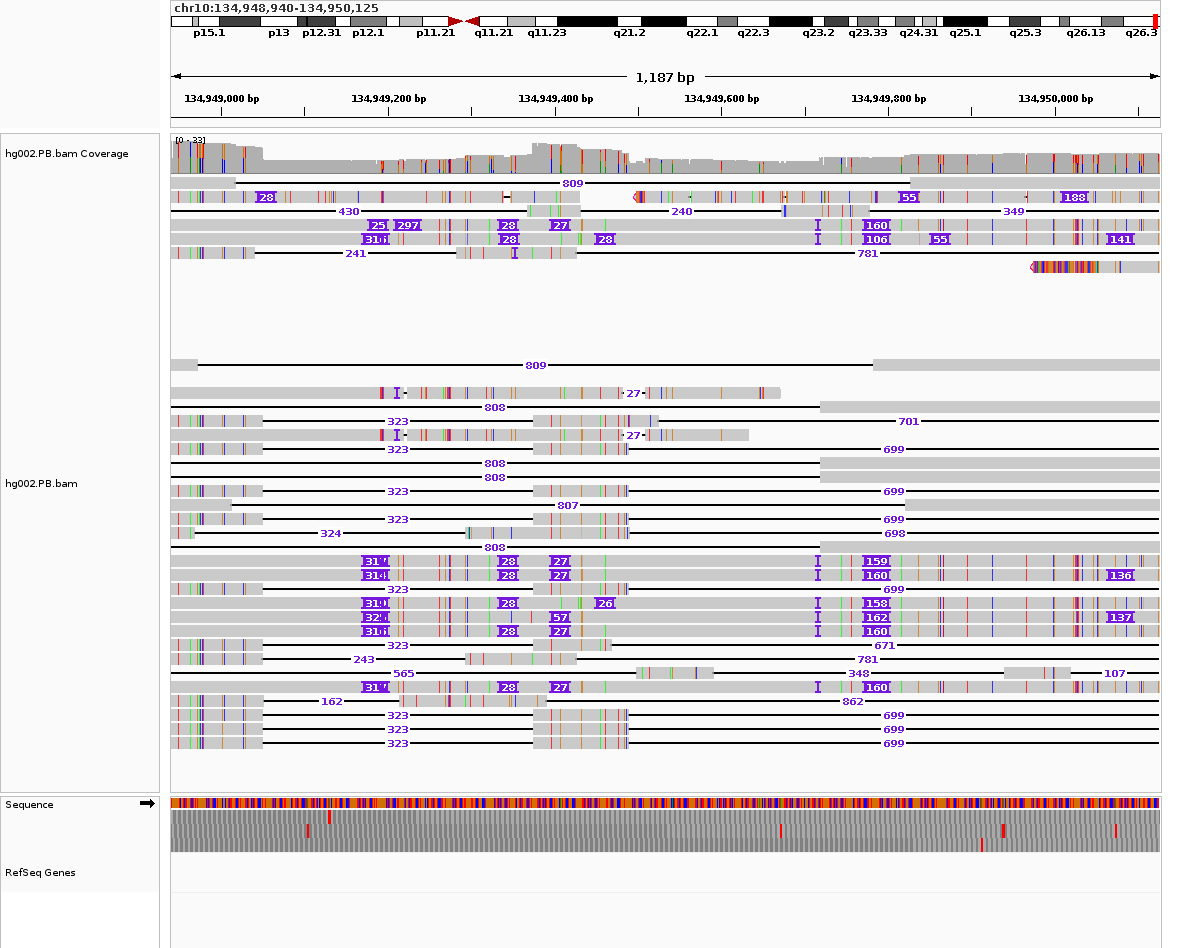 chr10:134,948,940-134,950,125
p15.1 p13 p12.31 p12.1 p11.21 q11.21 q11.23 q21.2 q22.1 q22.3 q23.2 q23.33 q24.31 q25.1 q25.3 q26.13 q26.3
1,187 bp
134,949,000 bp 134,949,200 bp 134,949,400 bp 134,949,600 bp 134,949,800 bp 134,950,000 bp
[0 - 33]
hg002.PB.bam Coverage
809
28 55 188
430 240 349
25 297 28 27 I 160
28 28 I 106 55 141
241 I 781
809
I 27
808
323 701
I 27
323 699
808
808
hg002.PB.bam
323 699
807
323 699
324 698
808
28 27 I 159
314 28 27 I 160 136
323 699
28 26 I 158
57 I 162 137
28 27 I 160
323 671
243 781
565 348 107
28 27 I 160
162 862
323 699
323 699
323 699
Sequence
RefSeq Genes